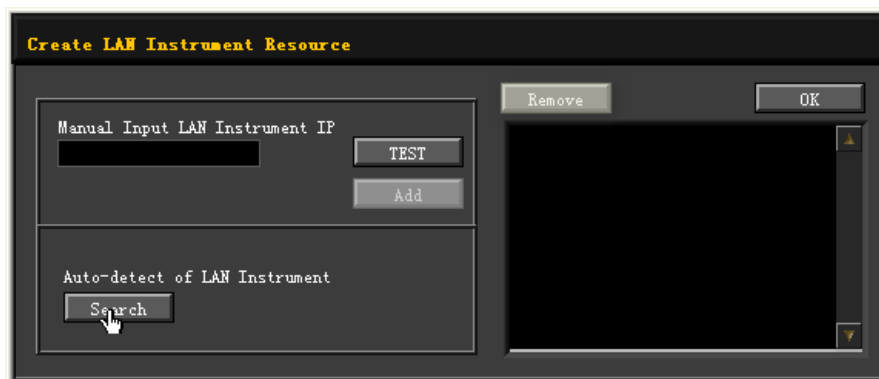 Create LAN Instrument Resource
Remove
OK
Manual Input LAN Instrument IP
TEST
Add
Auto-detect of LAN Instrument
Search